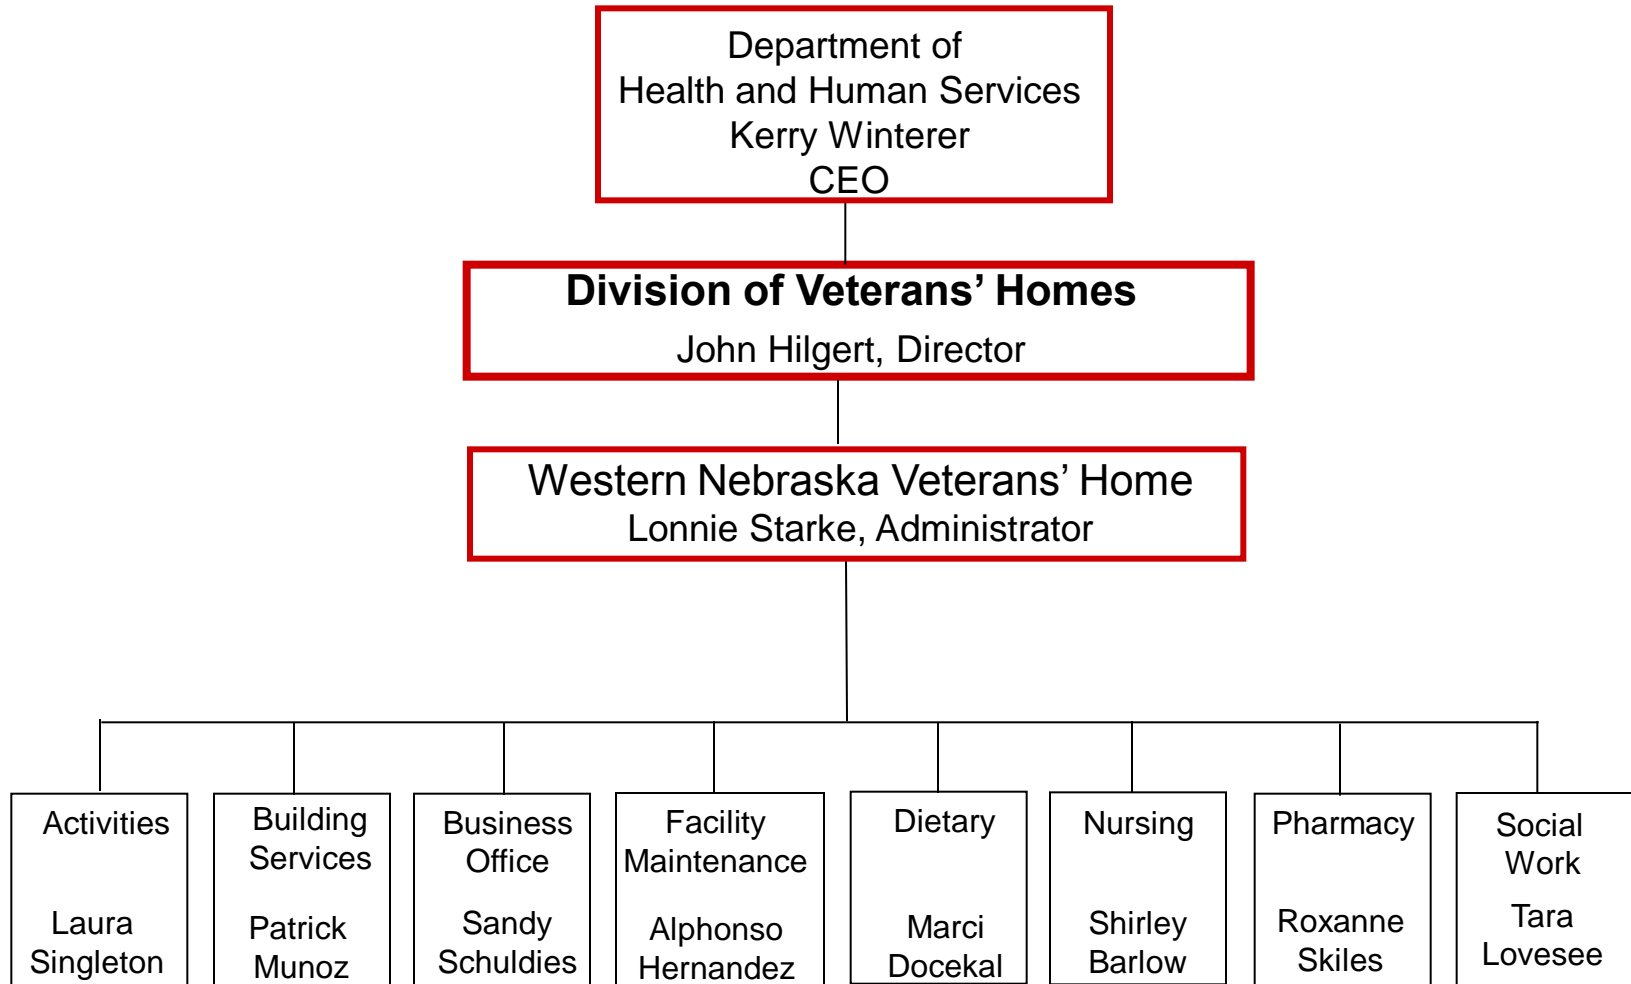 Department of
Health and Human Services
Kerry Winterer
CEO
Division of Veterans’ Homes
John Hilgert, Director
Western Nebraska Veterans’ Home
Lonnie Starke, Administrator
Activities
Laura
Singleton
Building
Services
Patrick
Munoz
Business
Office
Sandy
Schuldies
Facility
Maintenance
Alphonso
Hernandez
Dietary
Marci
Docekal
Nursing
Shirley
Barlow
Pharmacy
Roxanne
Skiles
Social
Work
Tara
Lovesee